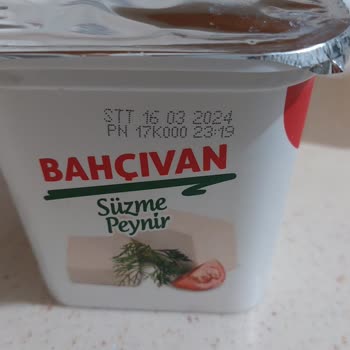 STT 16 03 2024
PN 17K000 23:19
BAHÇIVAN
Süzme
Peynir